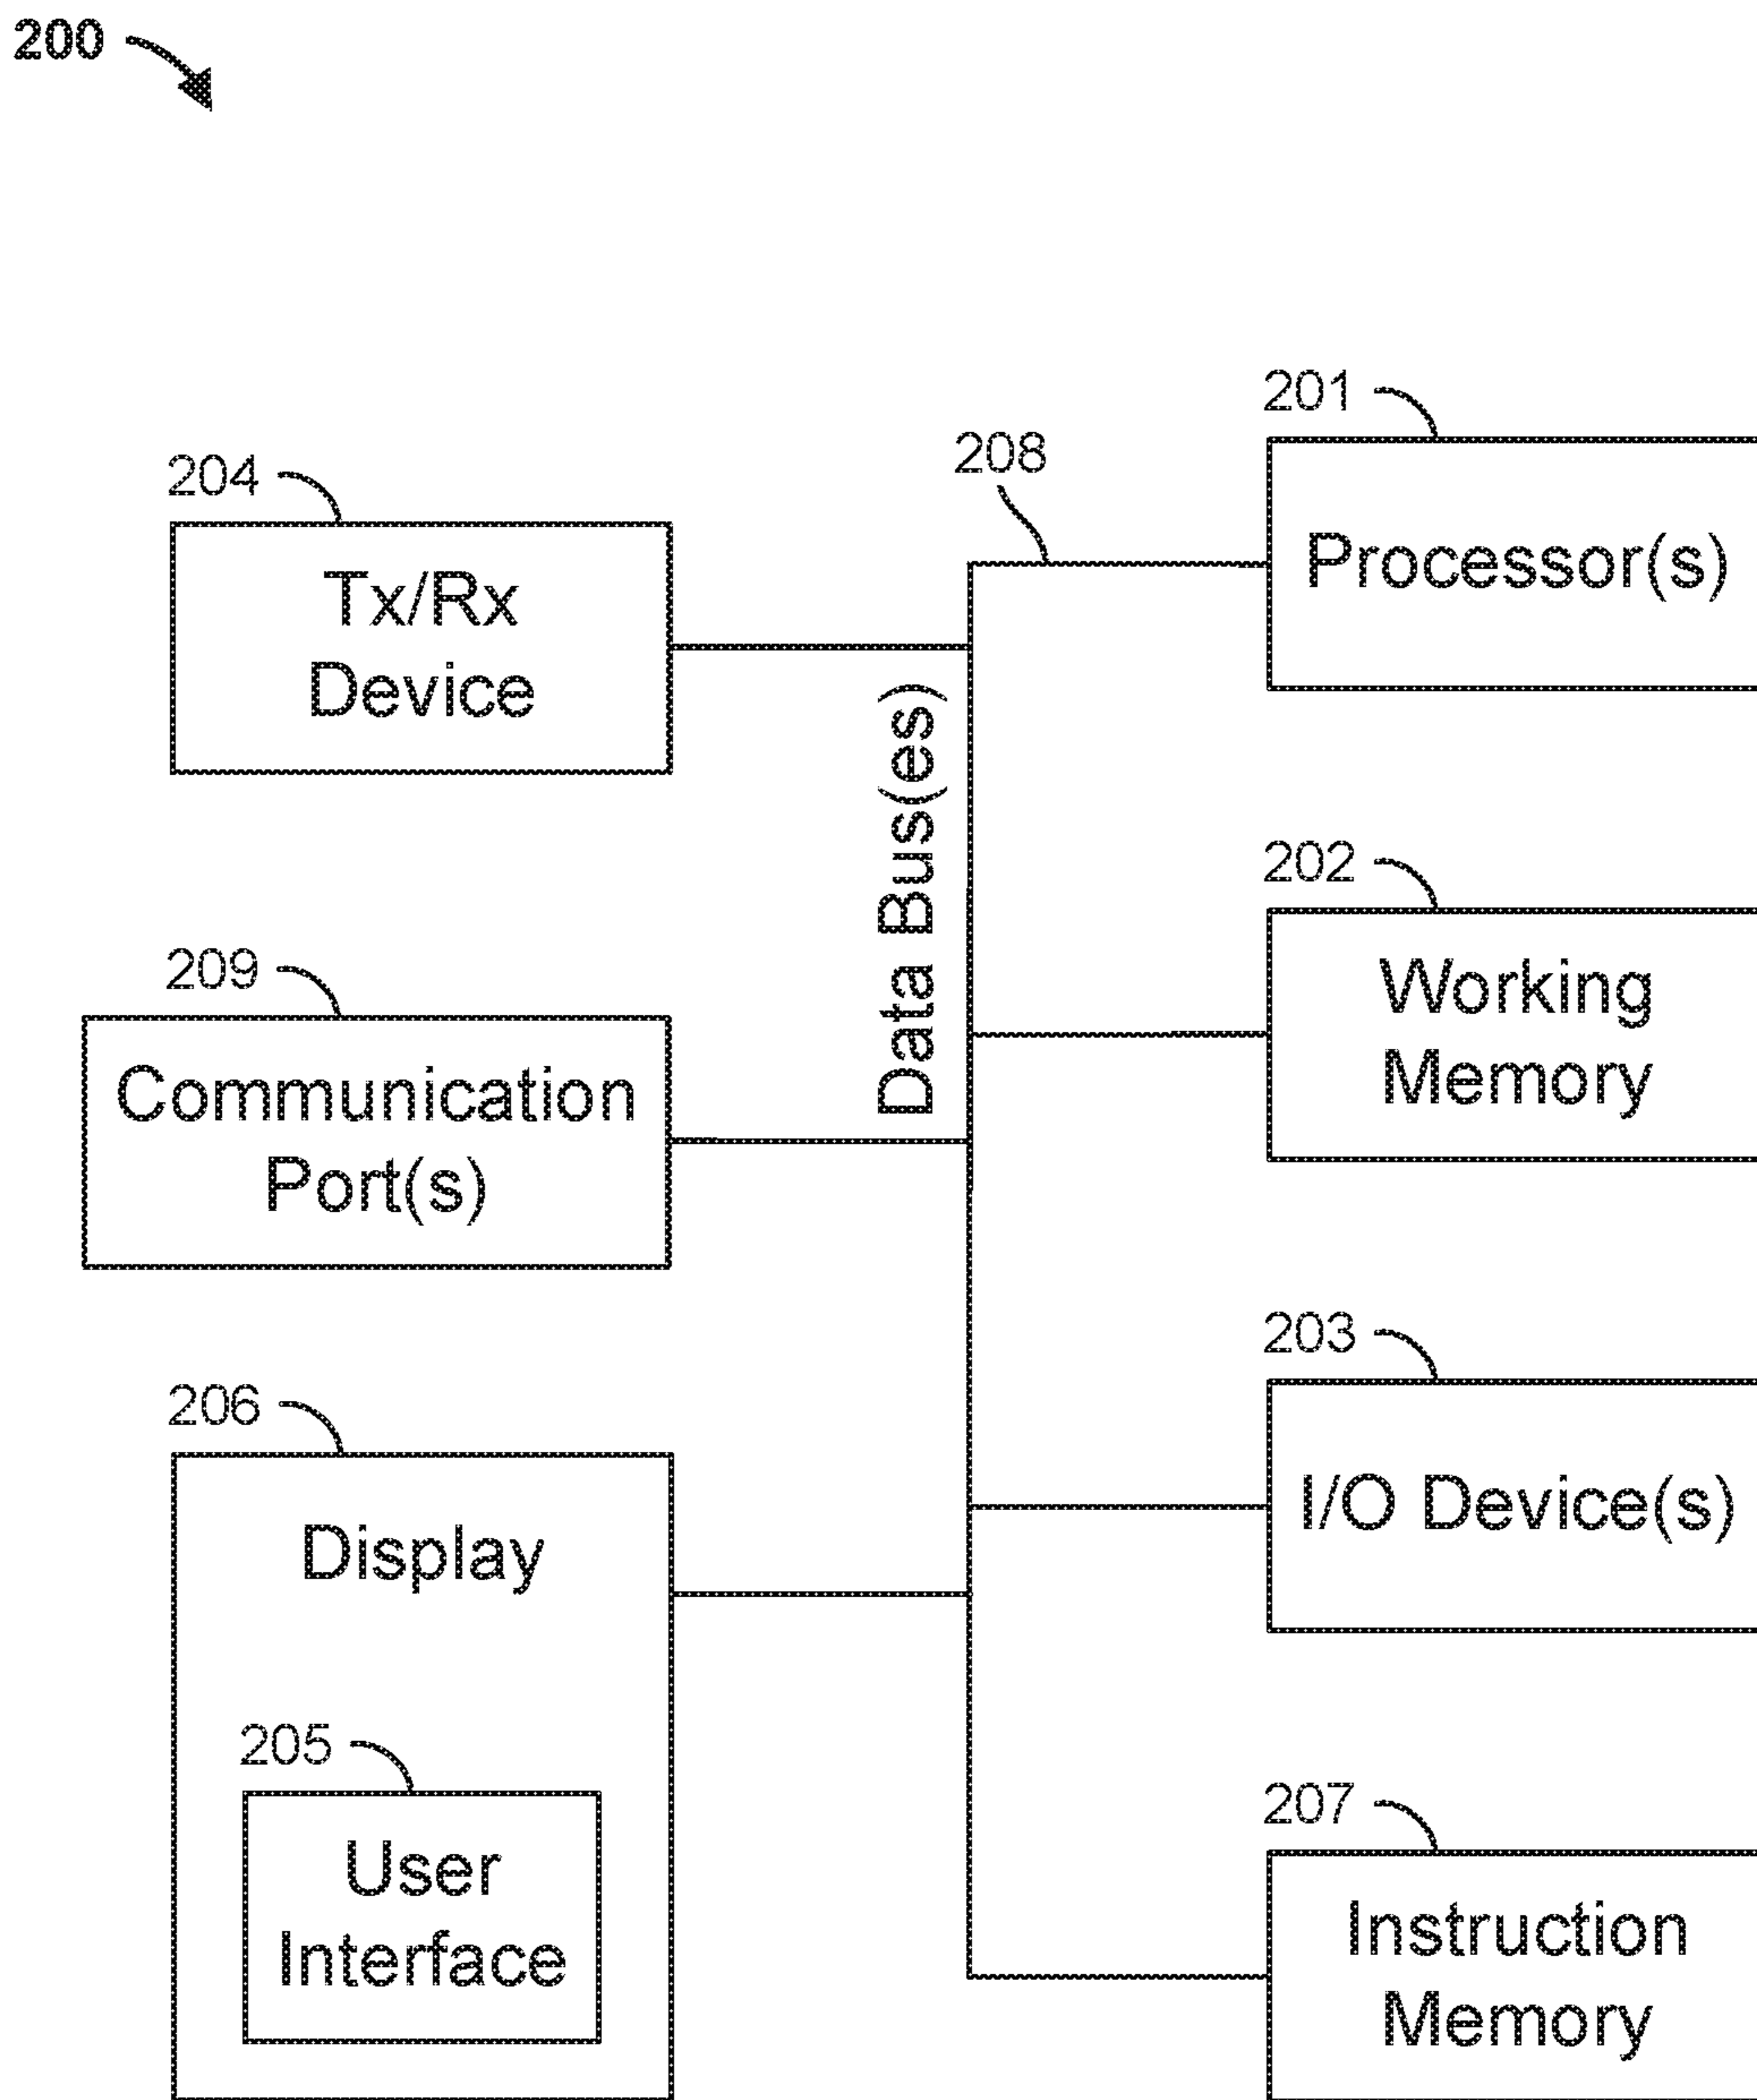 200
204
Tx/Rx
Device
209
Communication
Port(s)
206
Display
205
User
Interface
208
Data Bus(es)
201
Processor(s)
202
Working
Memory
203
I/O Device(s)
207
Instruction
Memory